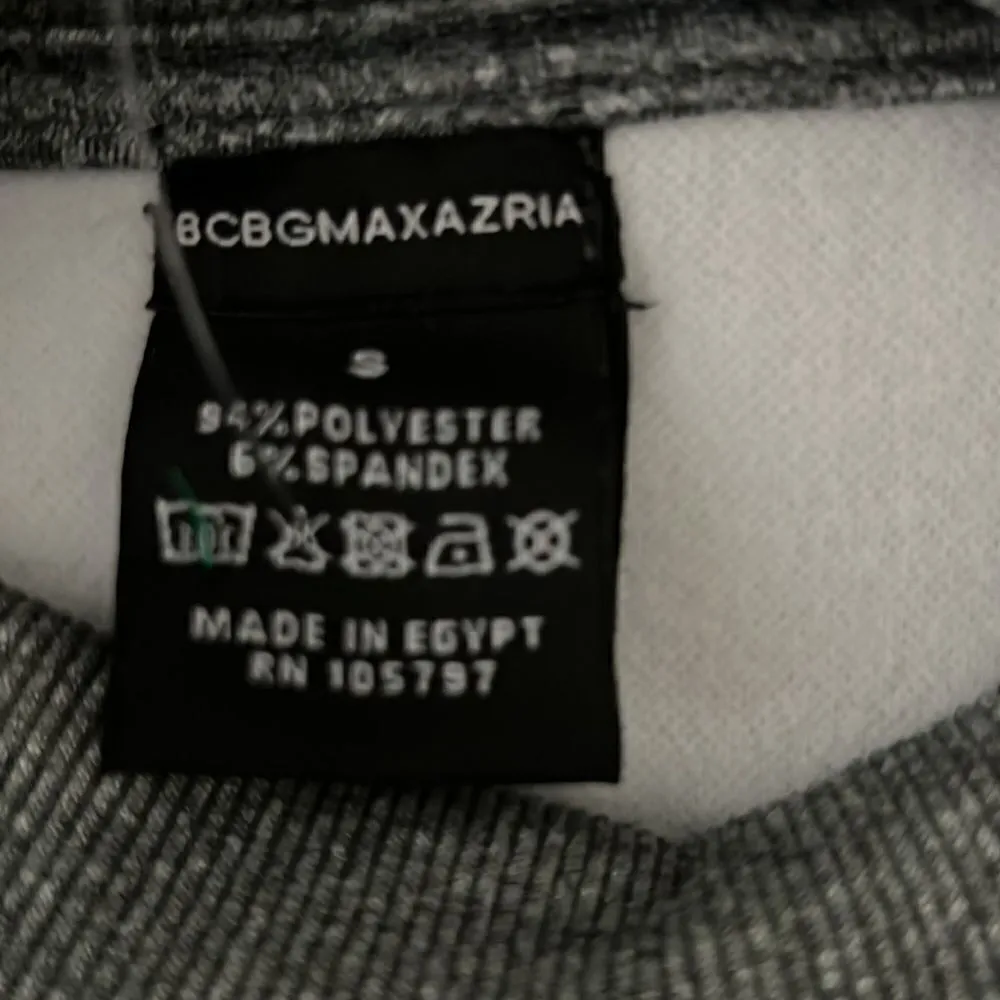 BCBGMAXAZRIA
S
94%POLYESTER
6%SPANDEX
MADE IN EGYPT
RN 105797